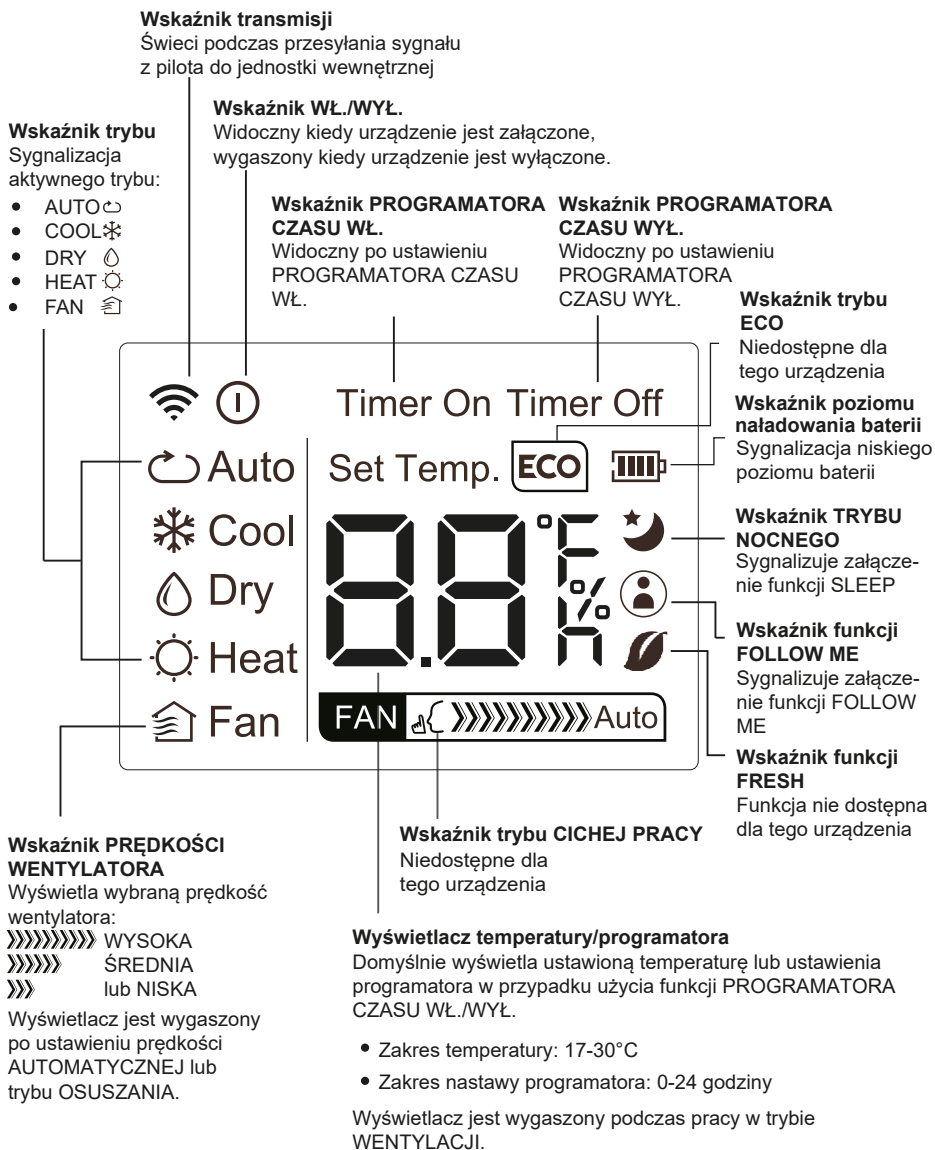 Wskaźnik transmisji
Świeci podczas przesyłania sygnału
z pilota do jednostki wewnętrznej
Wskaźnik WŁ./WYŁ.
Widoczny kiedy urządzenie jest załączone,
wygaszony kiedy urządzenie jest wyłączone.
Wskaźnik trybu
Sygnalizacja
aktywnego trybu:
• AUTO
• COOL
• DRY
• HEAT
• FAN
Wskaźnik PROGRAMATORA
CZASU WŁ.
Widoczny po ustawieniu
PROGRAMATORA CZASU
WŁ.
Wskaźnik PROGRAMATORA
CZASU WYŁ.
Widoczny po ustawieniu
PROGRAMATORA
CZASU WYŁ.
Wskaźnik trybu
ECO
Niedostępne dla
tego urządzenia
Wskaźnik poziomu
naładowania baterii
Sygnalizacja niskiego
poziomu baterii
Wskaźnik TRYBU
NOCNEGO
Sygnalizuje załącze-
nie funkcji SLEEP
Wskaźnik funkcji
FOLLOW ME
Sygnalizuje załącze-
nie funkcji FOLLOW
ME
Wskaźnik funkcji
FRESH
Funkcja nie dostępna
dla tego urządzenia
Timer On Timer Off
Auto
Set Temp. ECO
Cool
Dry
Heat
Fan
8.8 °F % h
FAN Auto
Wskaźnik PRĘDKOŚCI
WENTYLATORA
Wyświetla wybraną prędkość
wentylatora:
WYSOKA
ŚREDNIA
lub NISKA
Wyświetlacz jest wygaszony
po ustawieniu prędkości
AUTOMATYCZNEJ lub
trybu OSUSZANIA.
Wskaźnik trybu CICHEJ PRACY
Niedostępne dla
tego urządzenia
Wyświetlacz temperatury/programatora
Domyślnie wyświetla ustawioną temperaturę lub ustawienia
programatora w przypadku użycia funkcji PROGRAMATORA
CZASU WŁ./WYŁ.
• Zakres temperatury: 17-30°C
• Zakres nastawy programatora: 0-24 godziny
Wyświetlacz jest wygaszony podczas pracy w trybie
WENTYLACJI.